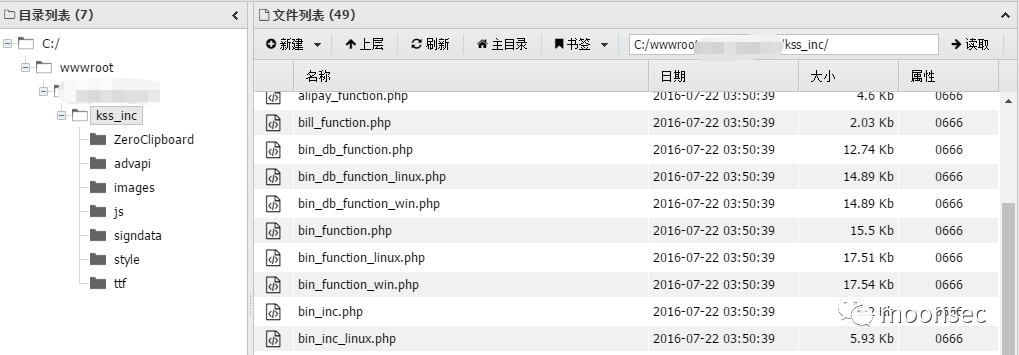 目录列表 (7)
C:/
wwwroot
kss_inc
ZeroClipboard
advapi
images
js
signdata
style
ttf
文件列表 (49)
新建 上层 刷新 主目录 书签 C:/wwwroot /kss_inc/ 读取
名称 日期 大小 属性
alipay_function.php 2016-07-22 03:50:39 4.6 Kb 0666
bill_function.php 2016-07-22 03:50:39 2.03 Kb 0666
bin_db_function.php 2016-07-22 03:50:39 12.74 Kb 0666
bin_db_function_linux.php 2016-07-22 03:50:39 14.89 Kb 0666
bin_db_function_win.php 2016-07-22 03:50:39 14.89 Kb 0666
bin_function.php 2016-07-22 03:50:39 15.5 Kb 0666
bin_function_linux.php 2016-07-22 03:50:39 17.51 Kb 0666
bin_function_win.php 2016-07-22 03:50:39 17.54 Kb 0666
bin_inc.php 2016-07-22 03:50:39 Kb
bin_inc_linux.php 2016-07-22 03:50:39 5.93 Kb 0666
moonsec